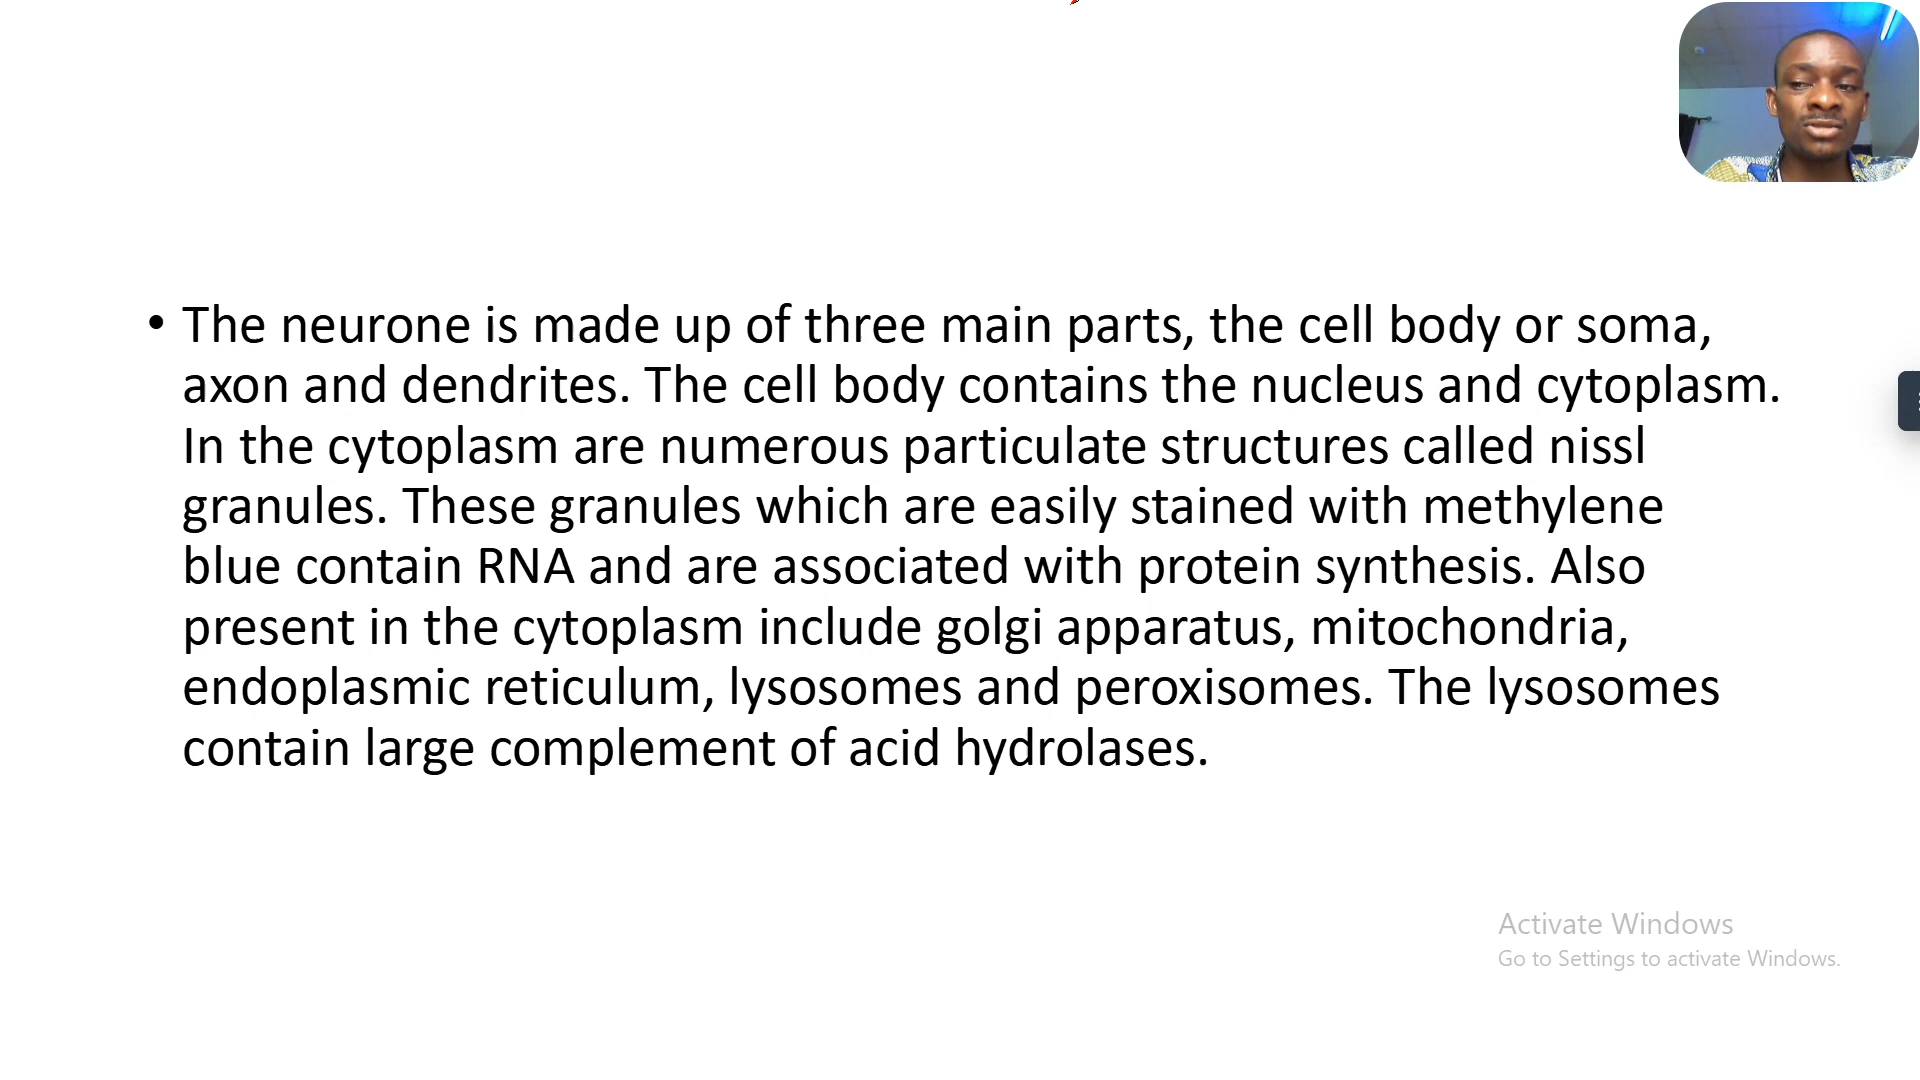 • The neurone is made up of three main parts, the cell body or soma,
axon and dendrites. The cell body contains the nucleus and cytoplasm.
In the cytoplasm are numerous particulate structures called nissl
granules. These granules which are easily stained with methylene
blue contain RNA and are associated with protein synthesis. Also
present in the cytoplasm include golgi apparatus, mitochondria,
endoplasmic reticulum, lysosomes and peroxisomes. The lysosomes
contain large complement of acid hydrolases.
Activate Windows
Go to Settings to activate Windows.